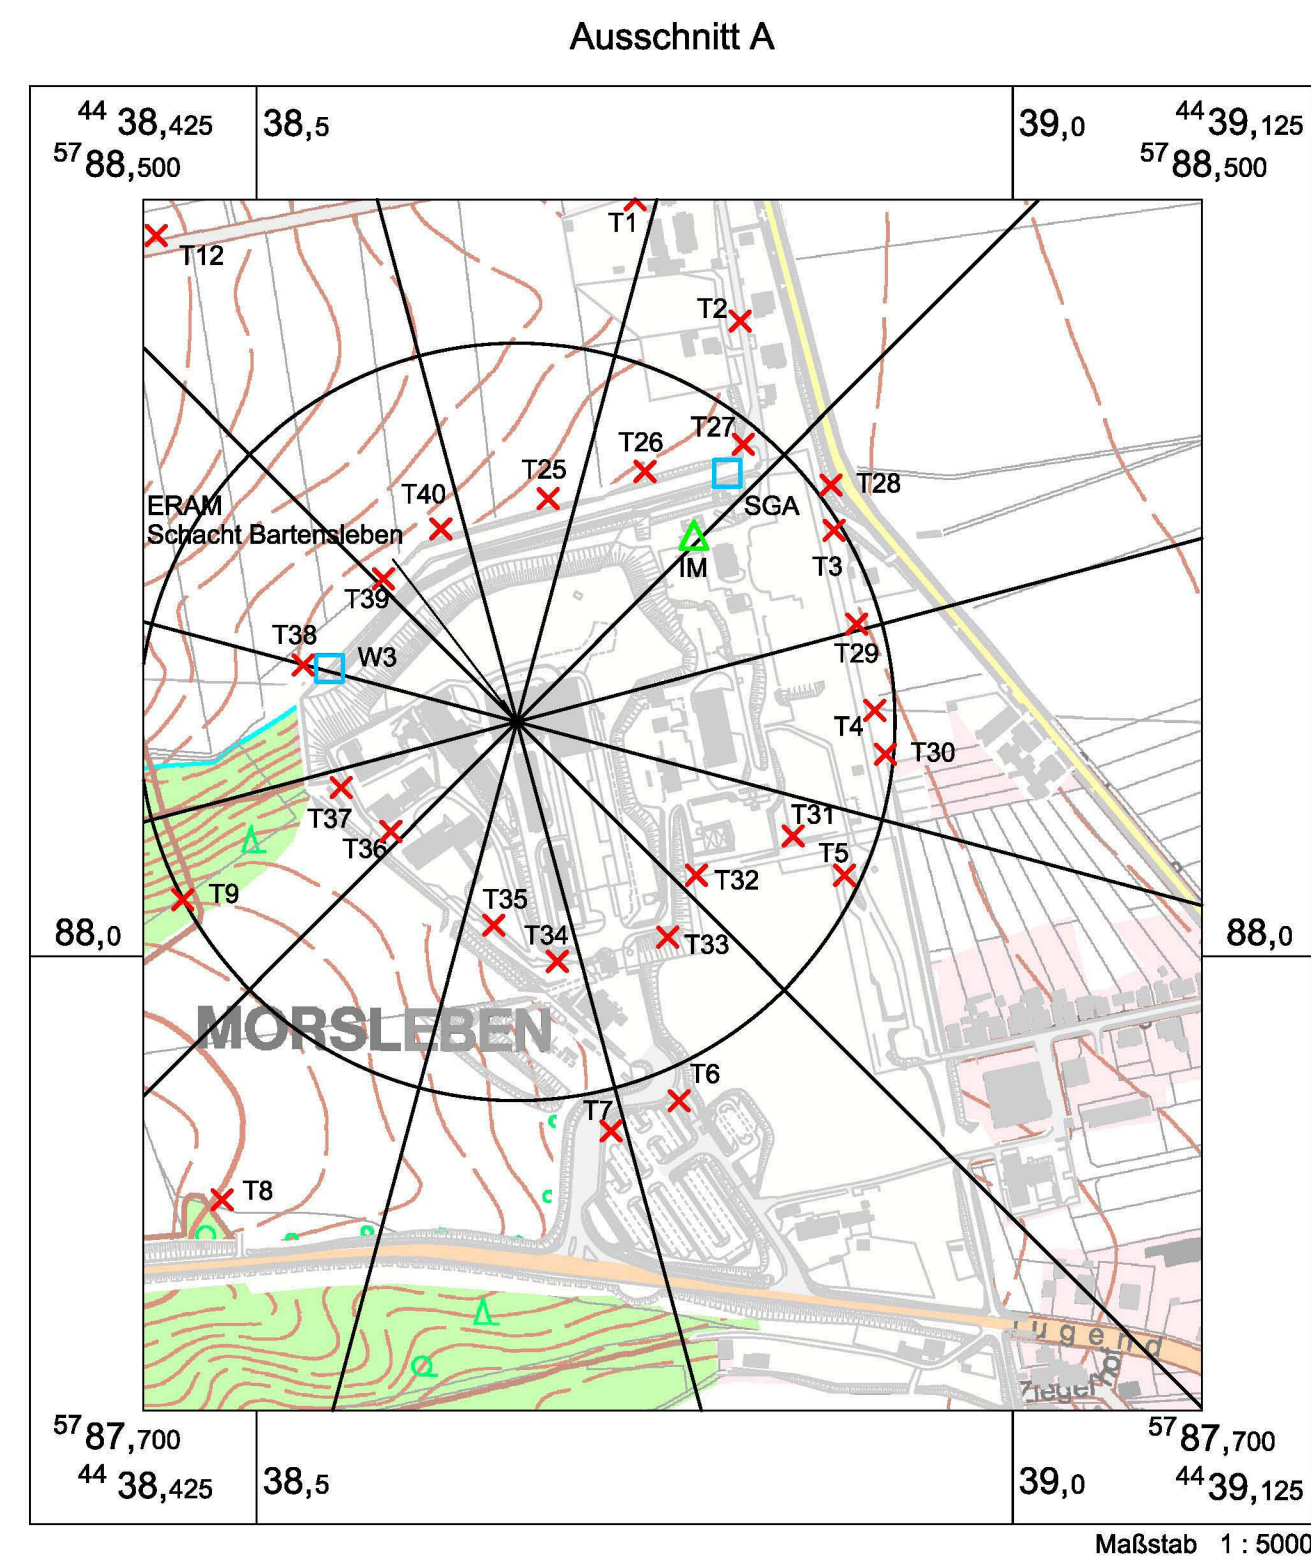 Ausschnitt A
44 38,425
38,5
39,0
44 39,125
57 88,500
57 88,500
T1
T12
T2
T27
T26
T25
T28
T40
ERAM
SGA
Schacht Bartensleben
T3
IM
T39
T38
W3
T29
T4
T30
T37
T31
T36
T5
T32
T9
T35
88,0
T34
T33
88,0
MORSLEBEN
T6
T7
T8
ugend
57 87,700
57 87,700
44 38,425
38,5
39,0
44 39,125
Maßstab 1 : 5000